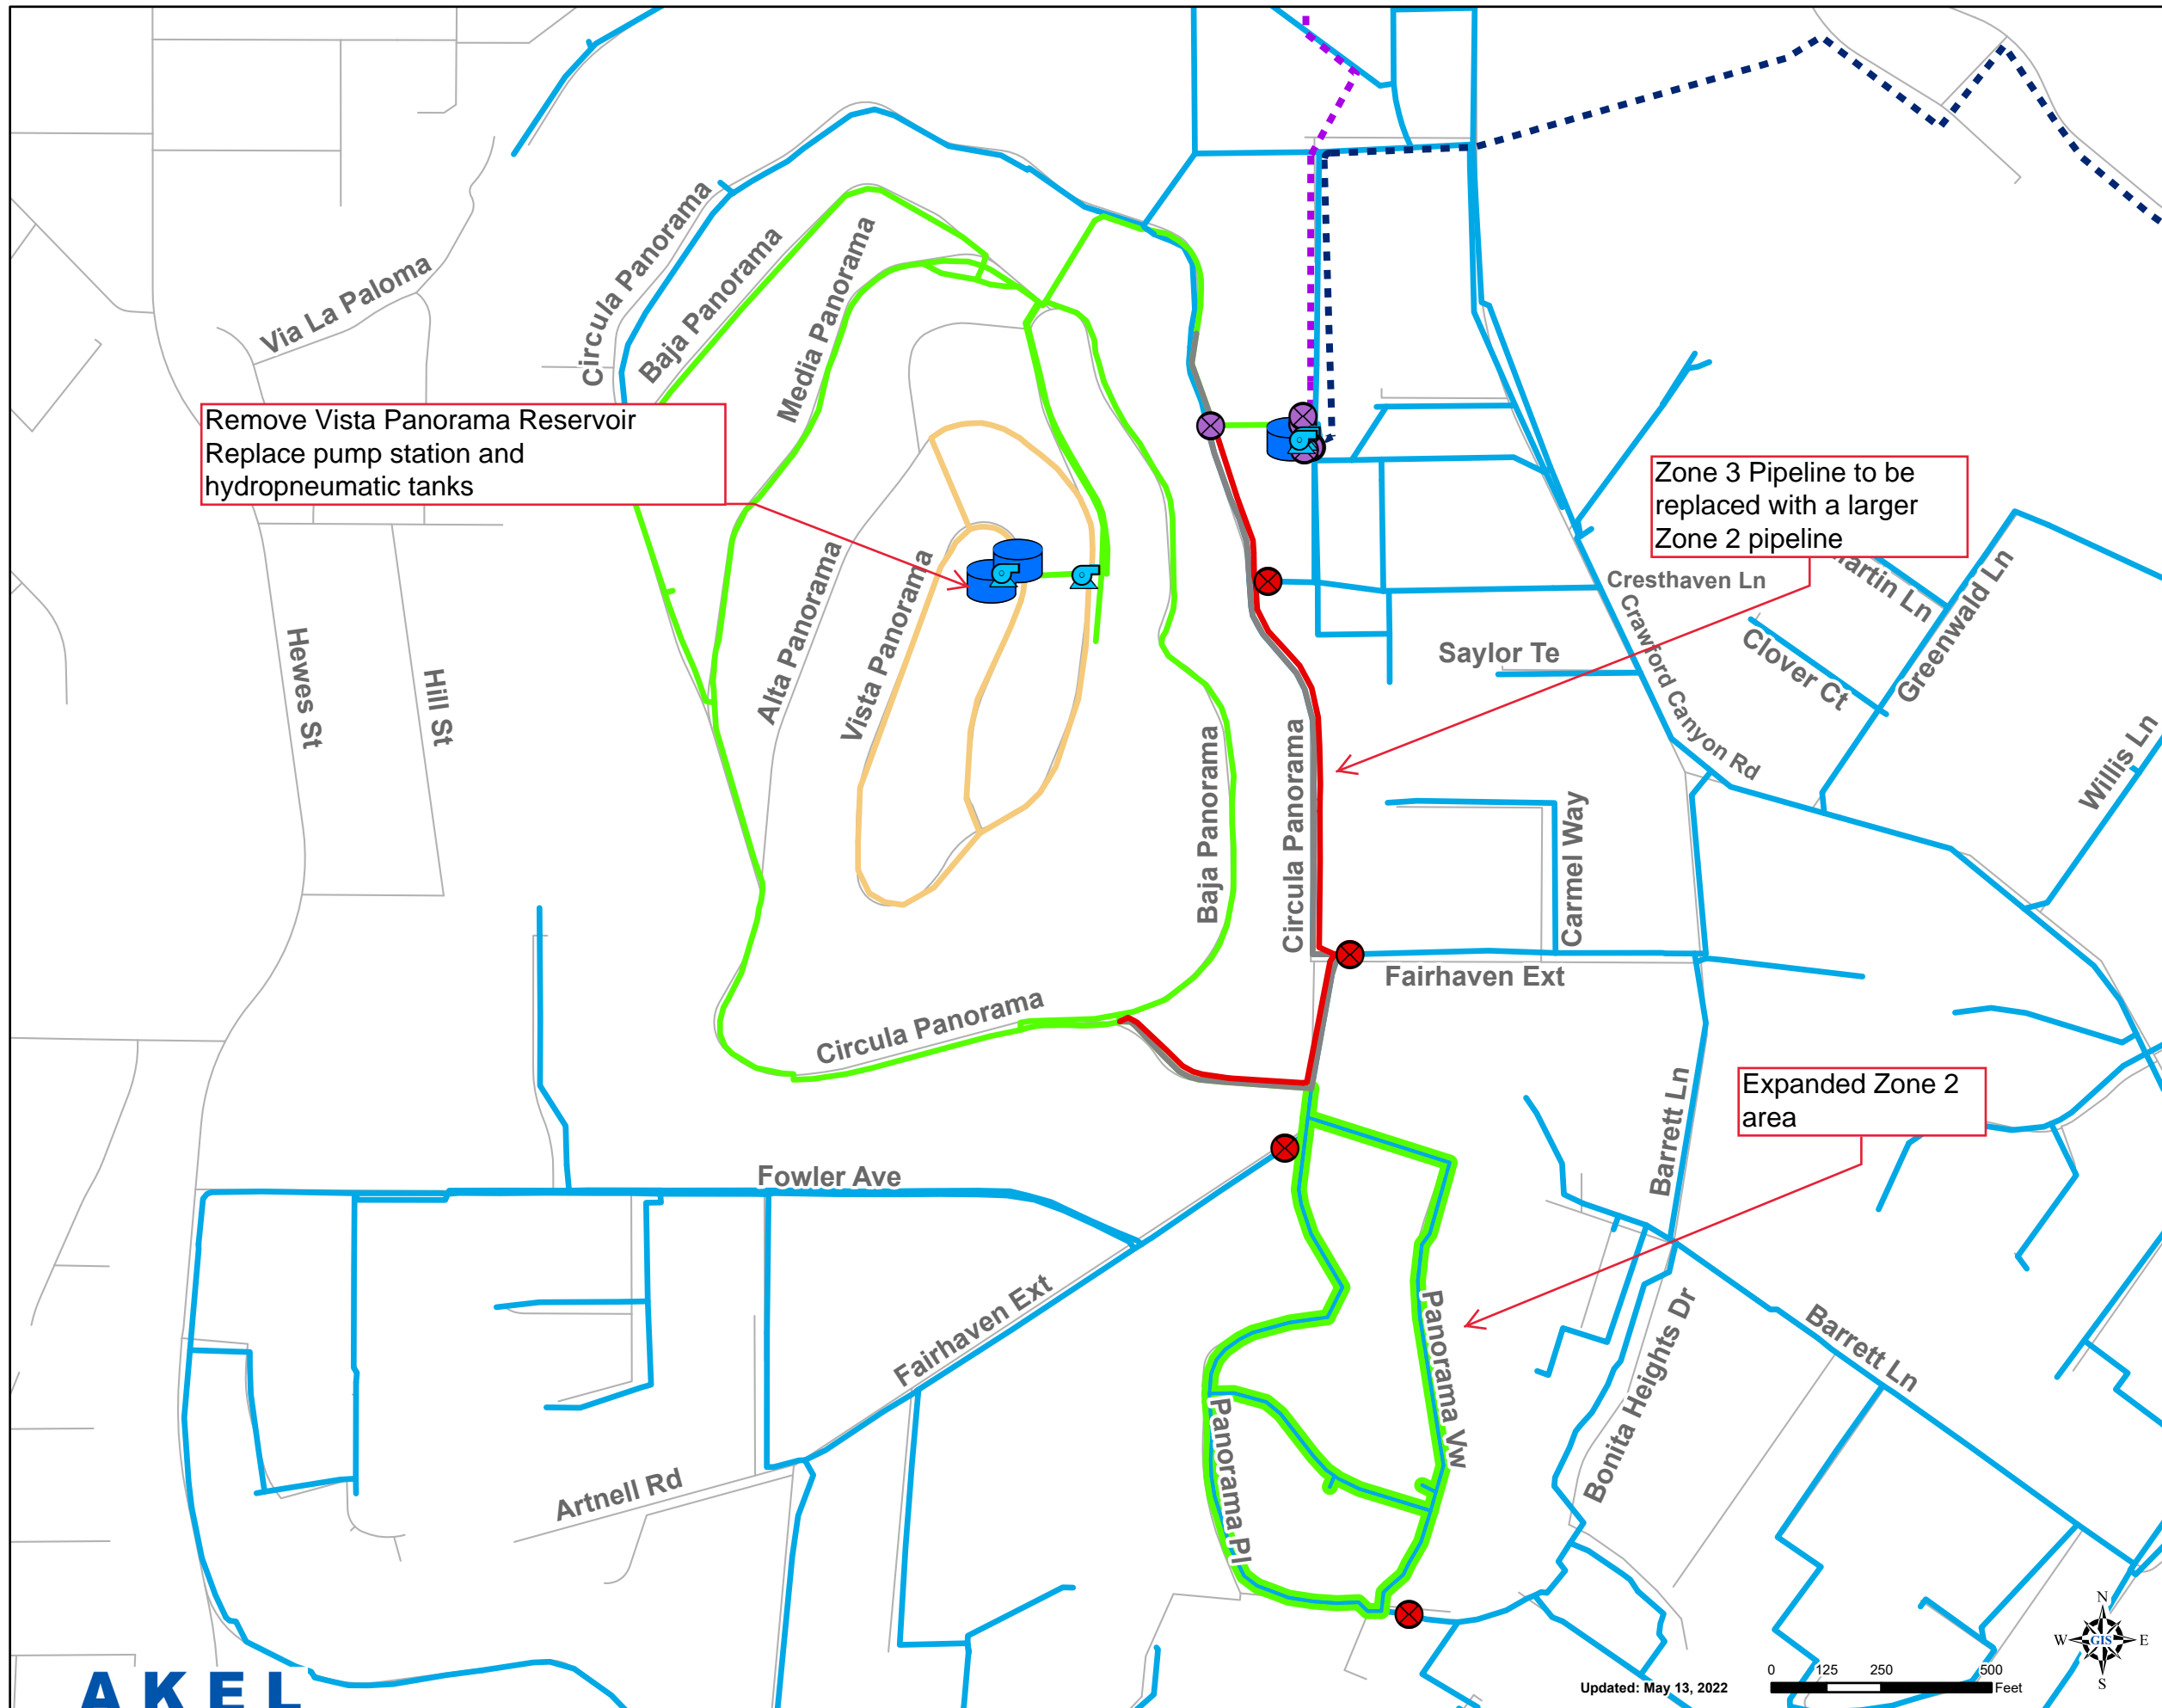 Via La Paloma
Circula Panorama
Baja Panorama
Media Panorama
Remove Vista Panorama Reservoir
Replace pump station and
hydropneumatic tanks
Zone 3 Pipeline to be
replaced with a larger
Zone 2 pipeline
Hewes St
Hill St
Alta Panorama
Vista Panorama
Cresthaven Ln
Crawford Canyon Rd
Saylor Te
artin Ln
Clover Ct
Greenwald Ln
Willis Ln
Baja Panorama
Circula Panorama
Carmel Way
Fairhaven Ext
Circula Panorama
Expanded Zone 2
area
Barrett Ln
Fowler Ave
Fairhaven Ext
Panorama Vw
Panorama Pl
Bonita Heights Dr
Barrett Ln
Artnell Rd
AKEL
Updated: May 13, 2022
0 125 250 500
Feet
N
W GIS E
S